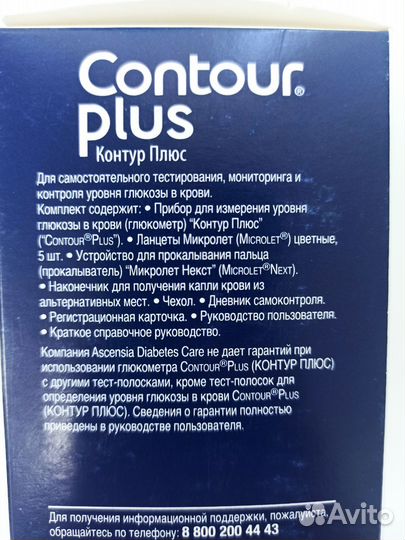 Contour®
plus
Контур Плюс
Для самостоятельного тестирования, мониторинга и
контроля уровня глюкозы в крови.
Комплект содержит: • Прибор для измерения уровня
глюкозы в крови (глюкометр) “Контур Плюс”
(“CONTOUR®PLUS”). • Ланцеты Микролет (MICROLET®) цветные,
5 шт. • Устройство для прокалывания пальца
(прокалыватель) “Микролет Некст” (MICROLET®NEXT).
• Наконечник для получения капли крови из
альтернативных мест. • Чехол. • Дневник самоконтроля.
• Регистрационная карточка. • Руководство пользователя.
• Краткое справочное руководство.
Компания Ascensia Diabetes Care не дает гарантий при
использовании глюкометра CONTOUR®PLUS (КОНТУР ПЛЮС)
с другими тест-полосками, кроме тест-полосок для
определения уровня глюкозы в крови CONTOUR®PLUS
(КОНТУР ПЛЮС). Сведения о гарантии полностью
приведены в руководстве пользователя.
Для получения информационной поддержки, пожалуйста,
обращайтесь по телефону: 8 800 200 44 43
Avito